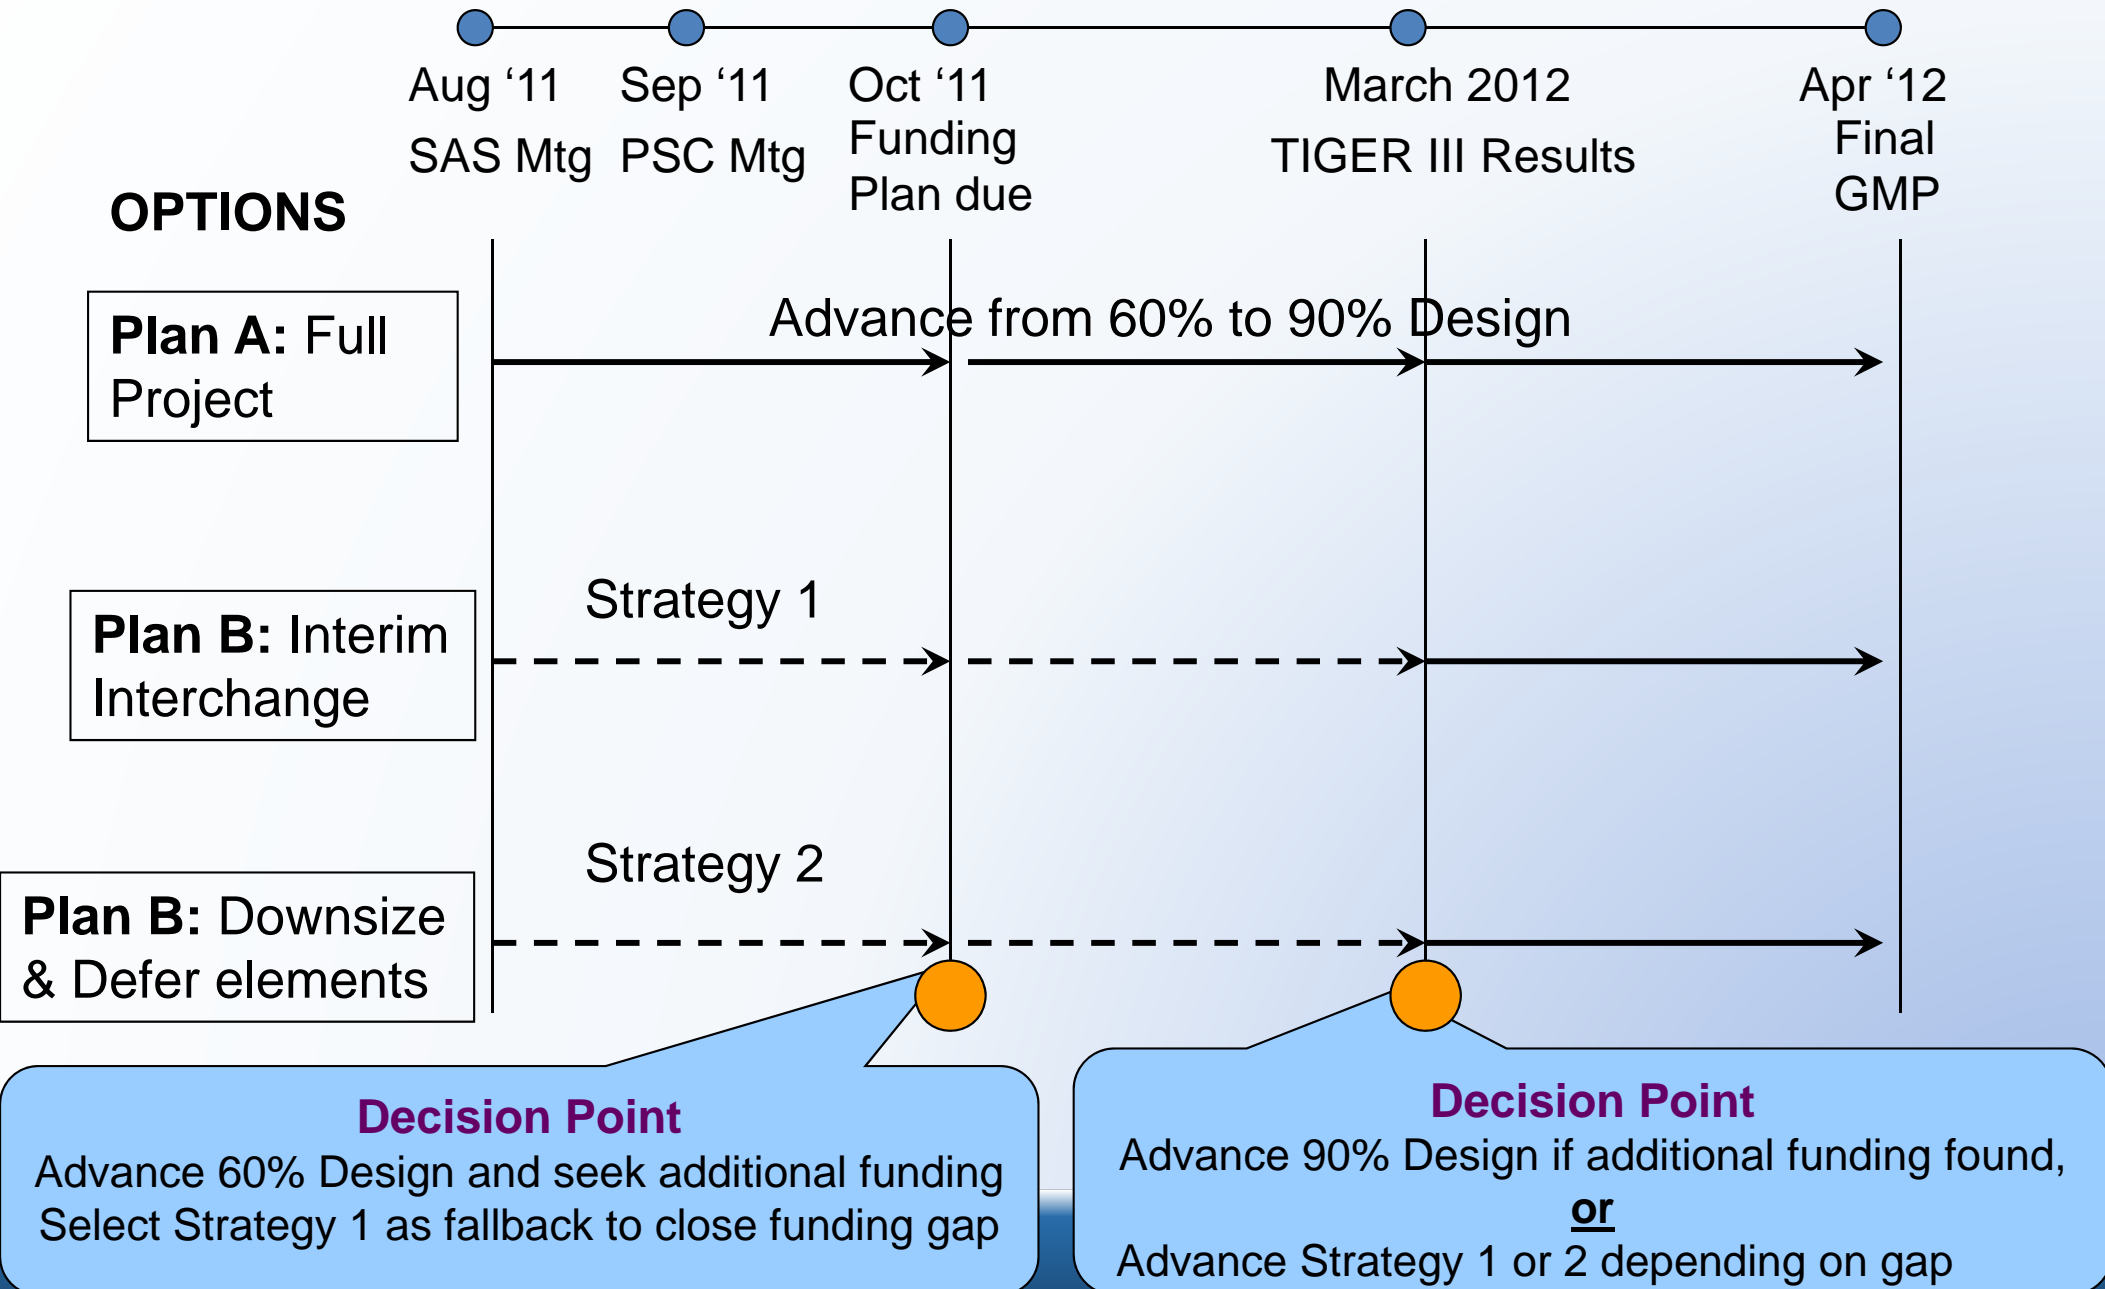 Aug ‘11
SAS Mtg
Sep ‘11
PSC Mtg
Oct ‘11
Funding
Plan due
March 2012
TIGER III Results
Apr ‘12
Final
GMP
OPTIONS
Plan A: Full
Project
Advance from 60% to 90% Design
Plan B: Interim
Interchange
Strategy 1
Plan B: Downsize
& Defer elements
Strategy 2
Decision Point
Advance 60% Design and seek additional funding
Select Strategy 1 as fallback to close funding gap
Decision Point
Advance 90% Design if additional funding found,
or
Advance Strategy 1 or 2 depending on gap